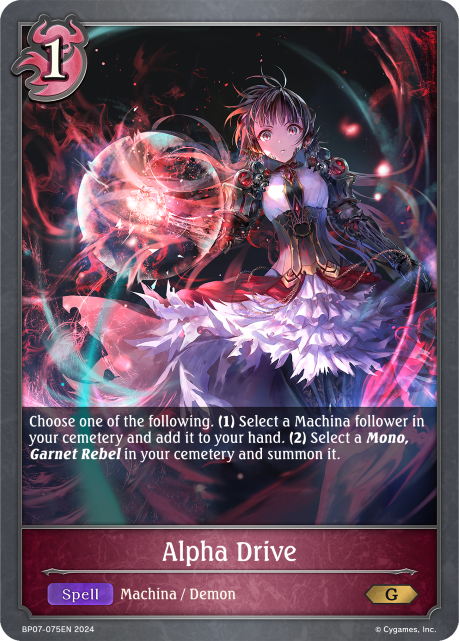 1
Choose one of the following. (1) Select a Machina follower in
your cemetery and add it to your hand. (2) Select a Mono,
Garnet Rebel in your cemetery and summon it.
Alpha Drive
Spell Machina / Demon G
BP07-075EN 2024 © Cygames, Inc.